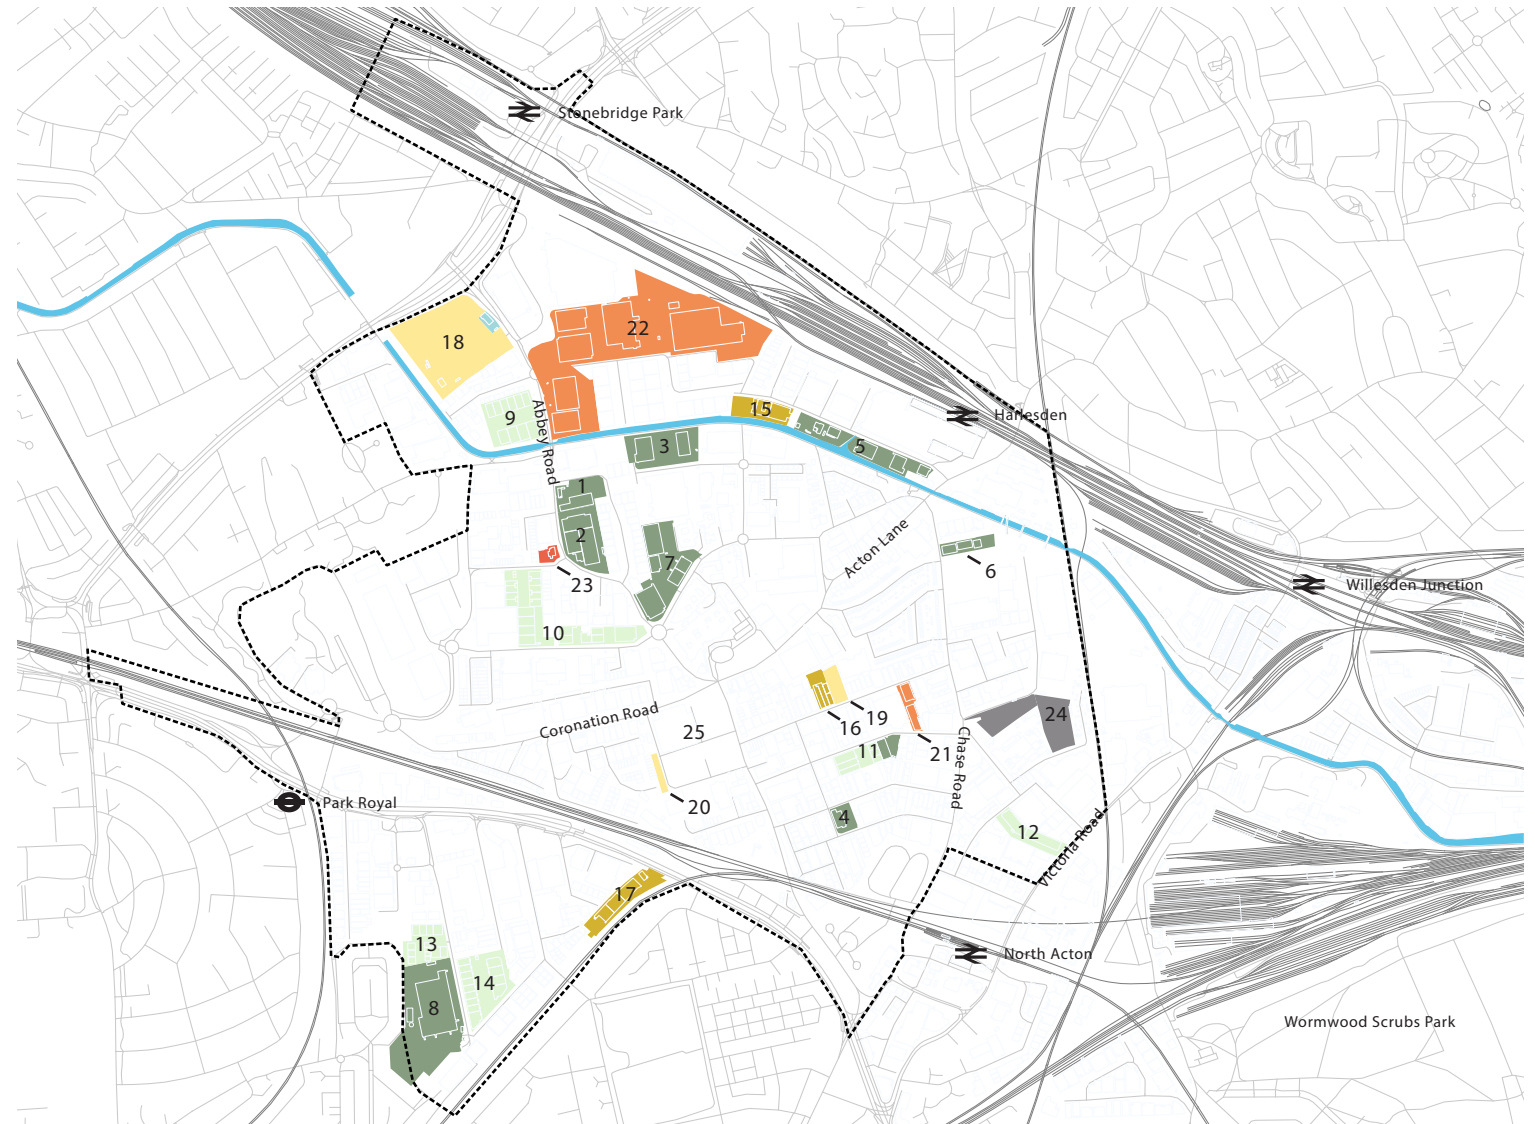 Stonebridge Park
22
18
15
9
Harlesden
Abbey Road
3
5
1
2
Acton Lane
7
6
23
Willesden Junction
10
Coronation Road
25
16
19
24
11
21
Chase Road
Park Royal
20
4
12
Victoria Road
17
13
North Acton
14
8
Wormwood Scrubs Park